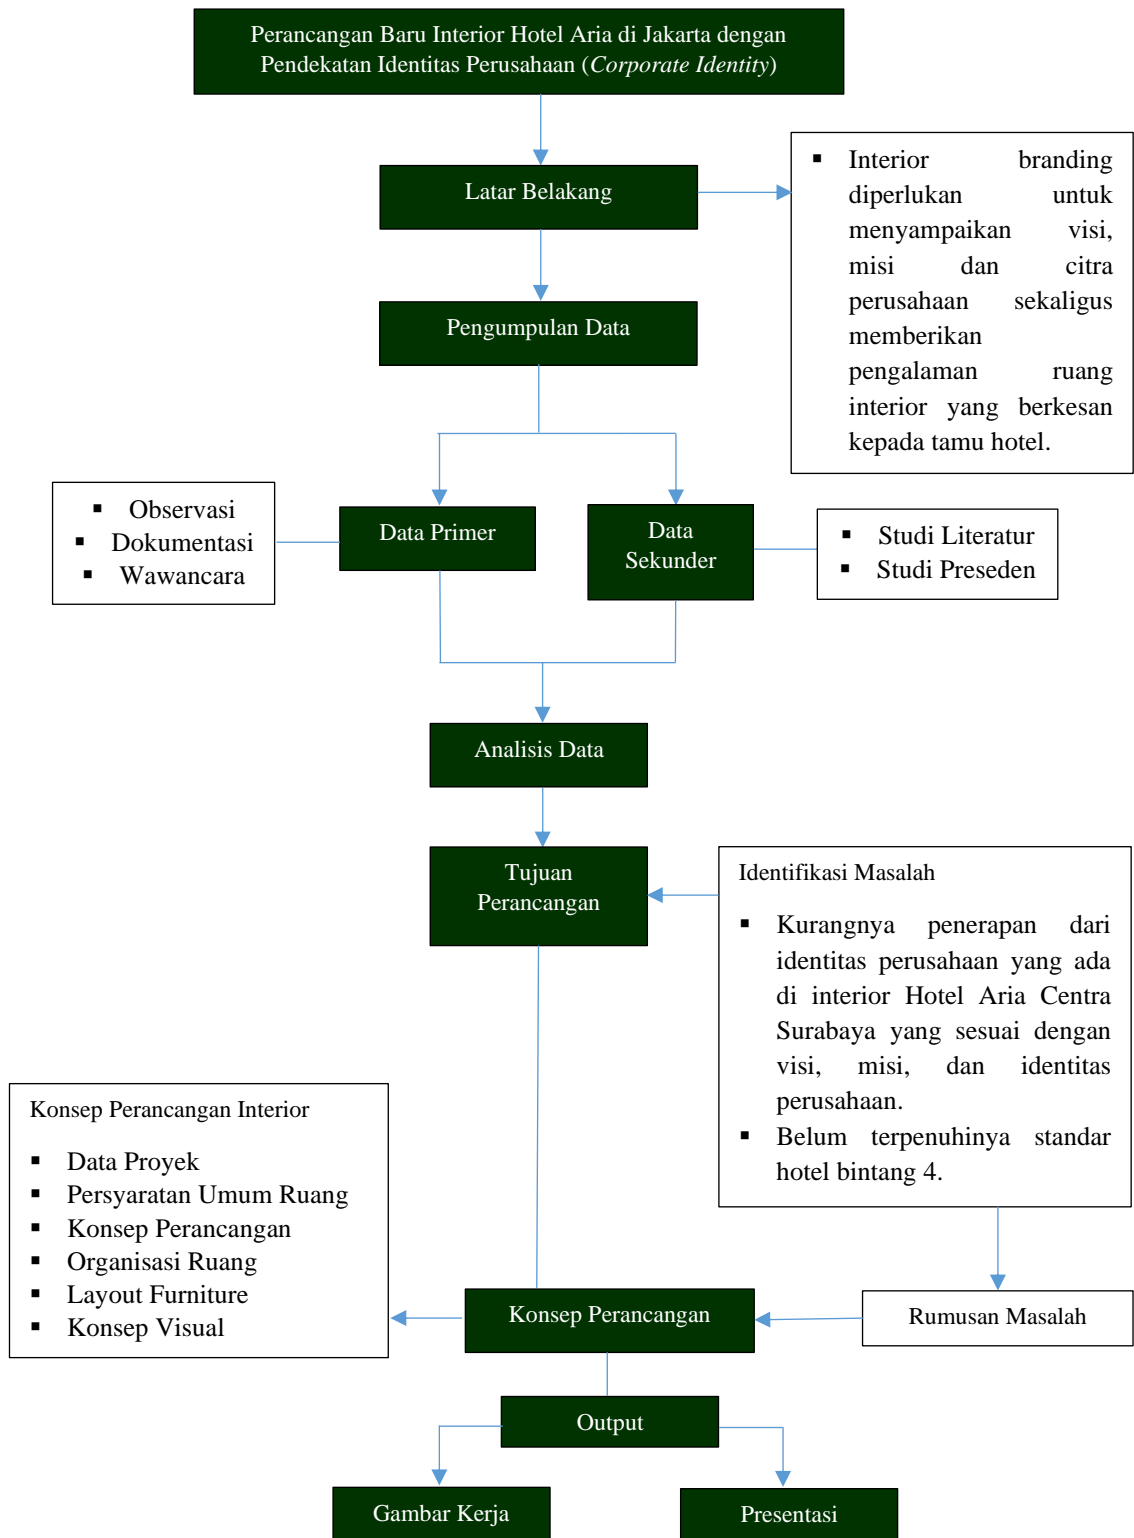 Perancangan Baru Interior Hotel Aria di Jakarta dengan
Pendekatan Identitas Perusahaan (Corporate Identity)
Latar Belakang
▪ Interior branding
diperlukan untuk
menyampaikan visi,
misi dan citra
perusahaan sekaligus
memberikan
pengalaman ruang
interior yang berkesan
kepada tamu hotel.
Pengumpulan Data
▪ Observasi
▪ Dokumentasi
▪ Wawancara
Data Primer
Data
Sekunder
▪ Studi Literatur
▪ Studi Preseden
Analisis Data
Tujuan
Perancangan
Identifikasi Masalah
▪ Kurangnya penerapan dari
identitas perusahaan yang ada
di interior Hotel Aria Centra
Surabaya yang sesuai dengan
visi, misi, dan identitas
perusahaan.
▪ Belum terpenuhinya standar
hotel bintang 4.
Konsep Perancangan Interior
▪ Data Proyek
▪ Persyaratan Umum Ruang
▪ Konsep Perancangan
▪ Organisasi Ruang
▪ Layout Furniture
▪ Konsep Visual
Konsep Perancangan
Rumusan Masalah
Output
Gambar Kerja
Presentasi